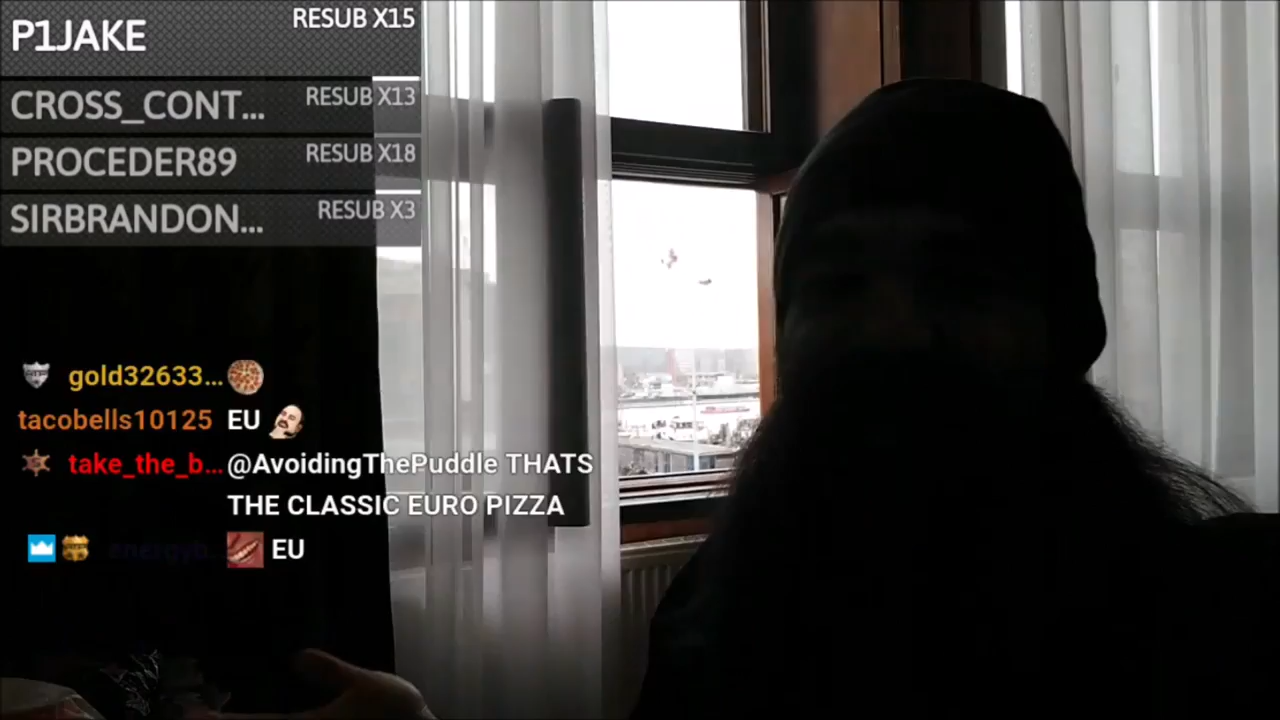 P1JAKE RESUB X15
CROSS_CONT... RESUB X13
PROCEDER89 RESUB X18
SIRBRANDON... RESUB X3
gold32633...
tacobells10125 EU
take_the_b... @AvoidingThePuddle THATS
THE CLASSIC EURO PIZZA
energyb... EU